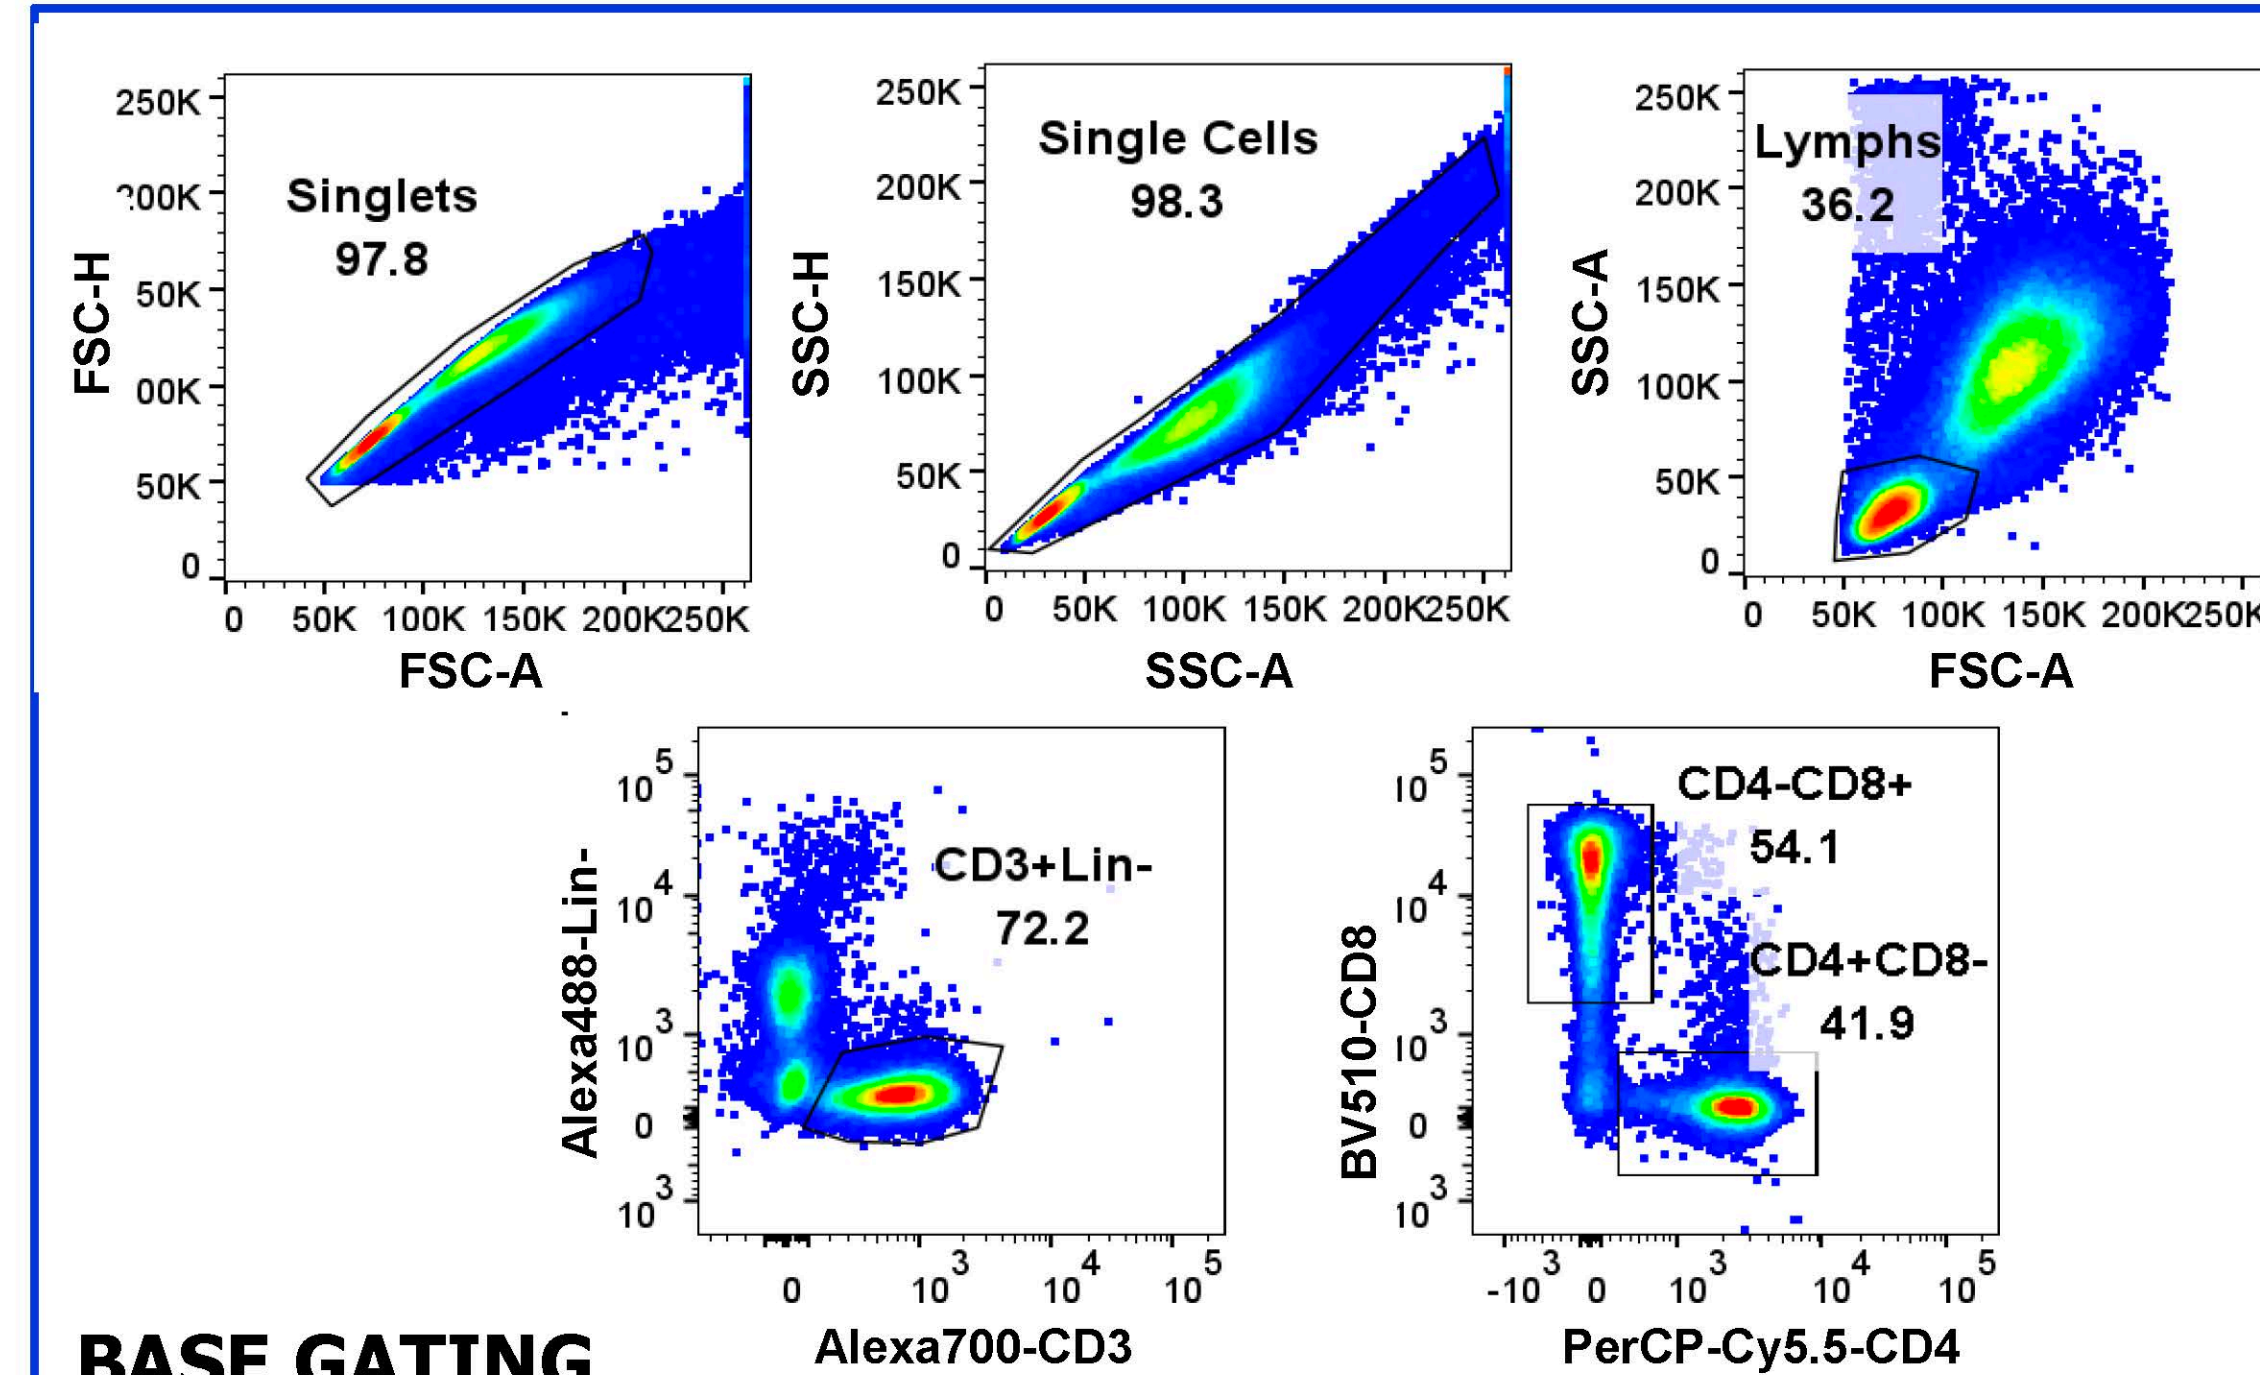 250K
200K
50K
00K
50K
0
FSC-H
Singlets
97.8
0 50K 100K 150K 200K 250K
FSC-A
250K
200K
150K
100K
50K
0
SSC-H
Single Cells
98.3
0 50K 100K 150K 200K 250K
SSC-A
250K
200K
150K
100K
50K
0
SSC-A
Lymphs
36.2
0 50K 100K 150K 200K 250K
FSC-A
10^5
10^4
10^3
0
10^3
Alexa488-Lin-
CD3+Lin-
72.2
0 10^3 10^4 10^5
Alexa700-CD3
10^5
10^4
10^3
0
10^3
BV510-CD8
CD4-CD8+
54.1
CD4+CD8-
41.9
-10^3 0 10^3 10^4 10^5
PerCP-Cy5.5-CD4
BASE GATING